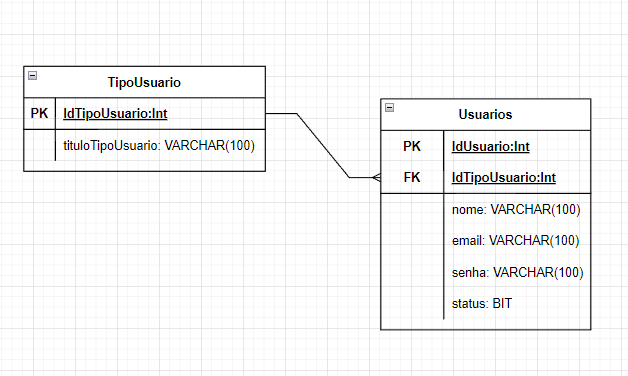 TipoUsuario
PK IdTipoUsuario:Int
tituloTipoUsuario: VARCHAR(100)
Usuarios
PK IdUsuario:Int
FK IdTipoUsuario:Int
nome: VARCHAR(100)
email: VARCHAR(100)
senha: VARCHAR(100)
status: BIT